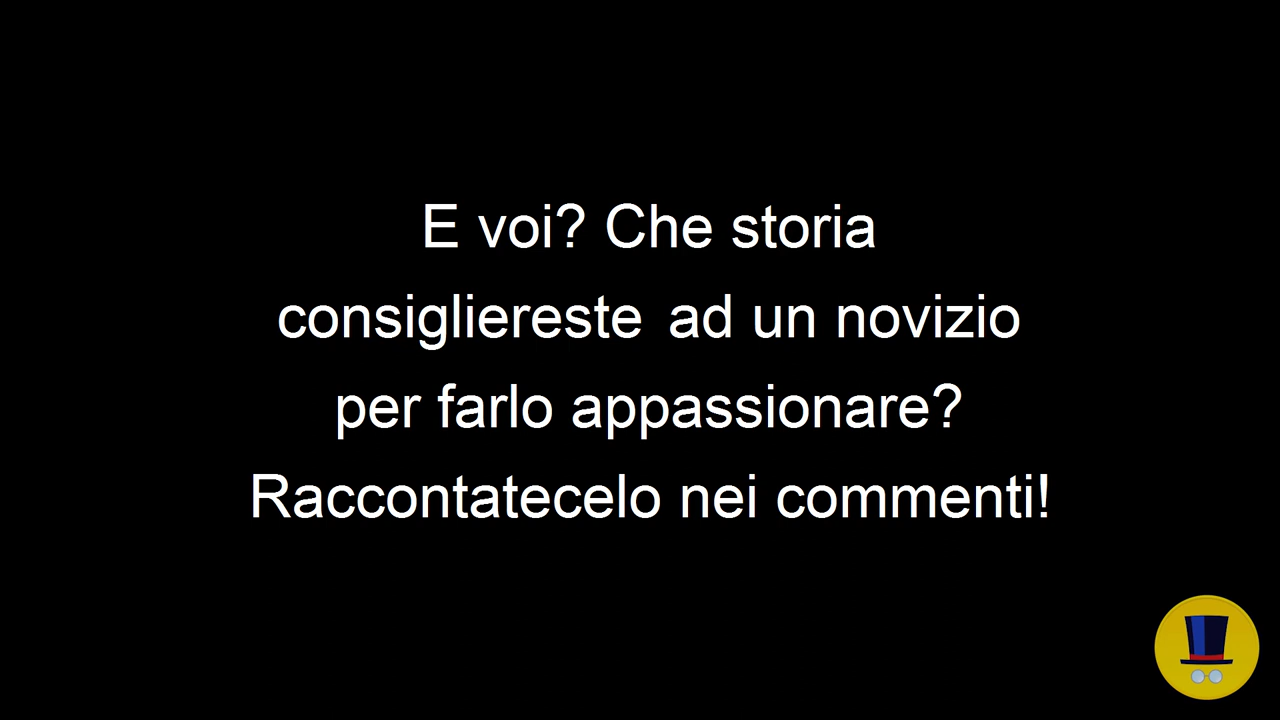 E voi? Che storia
consigliereste ad un novizio
per farlo appassionare?
Raccontatecelo nei commenti!